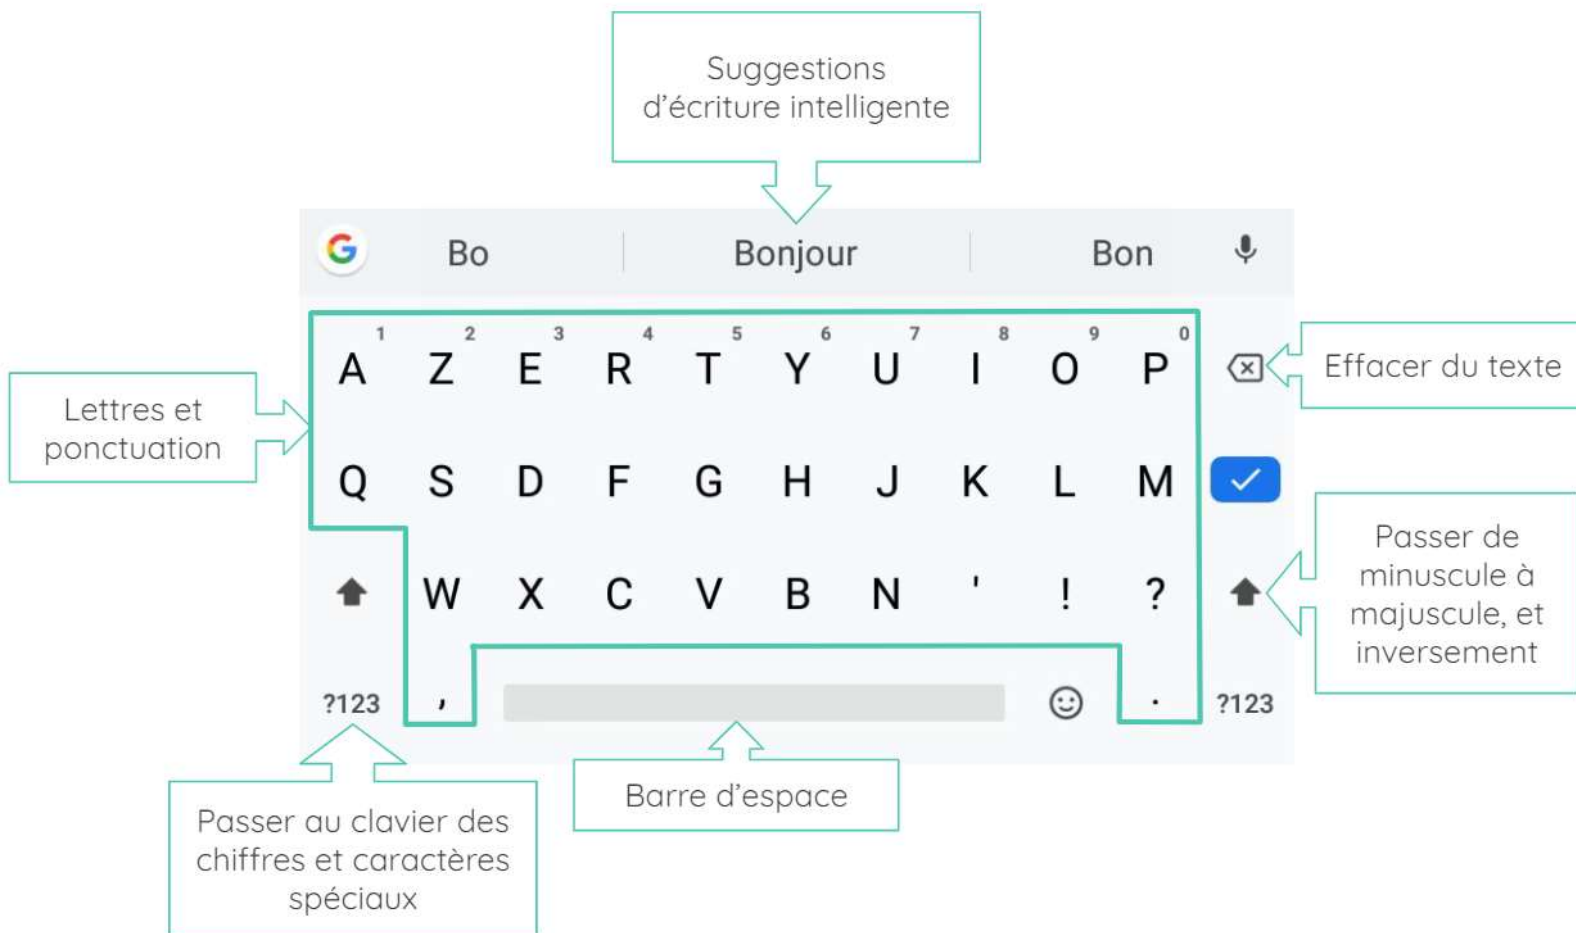 Suggestions
d'écriture intelligente
Bo Bonjour Bon
1 2 3 4 5 6 7 8 9 0
A Z E R T Y U I O P
Effacer du texte
Lettres et
ponctuation
Q S D F G H J K L M
W X C V B N ' ! ?
Passer de
minuscule à
majuscule, et
inversement
?123 , . ?123
Barre d'espace
Passer au clavier des
chiffres et caractères
spéciaux